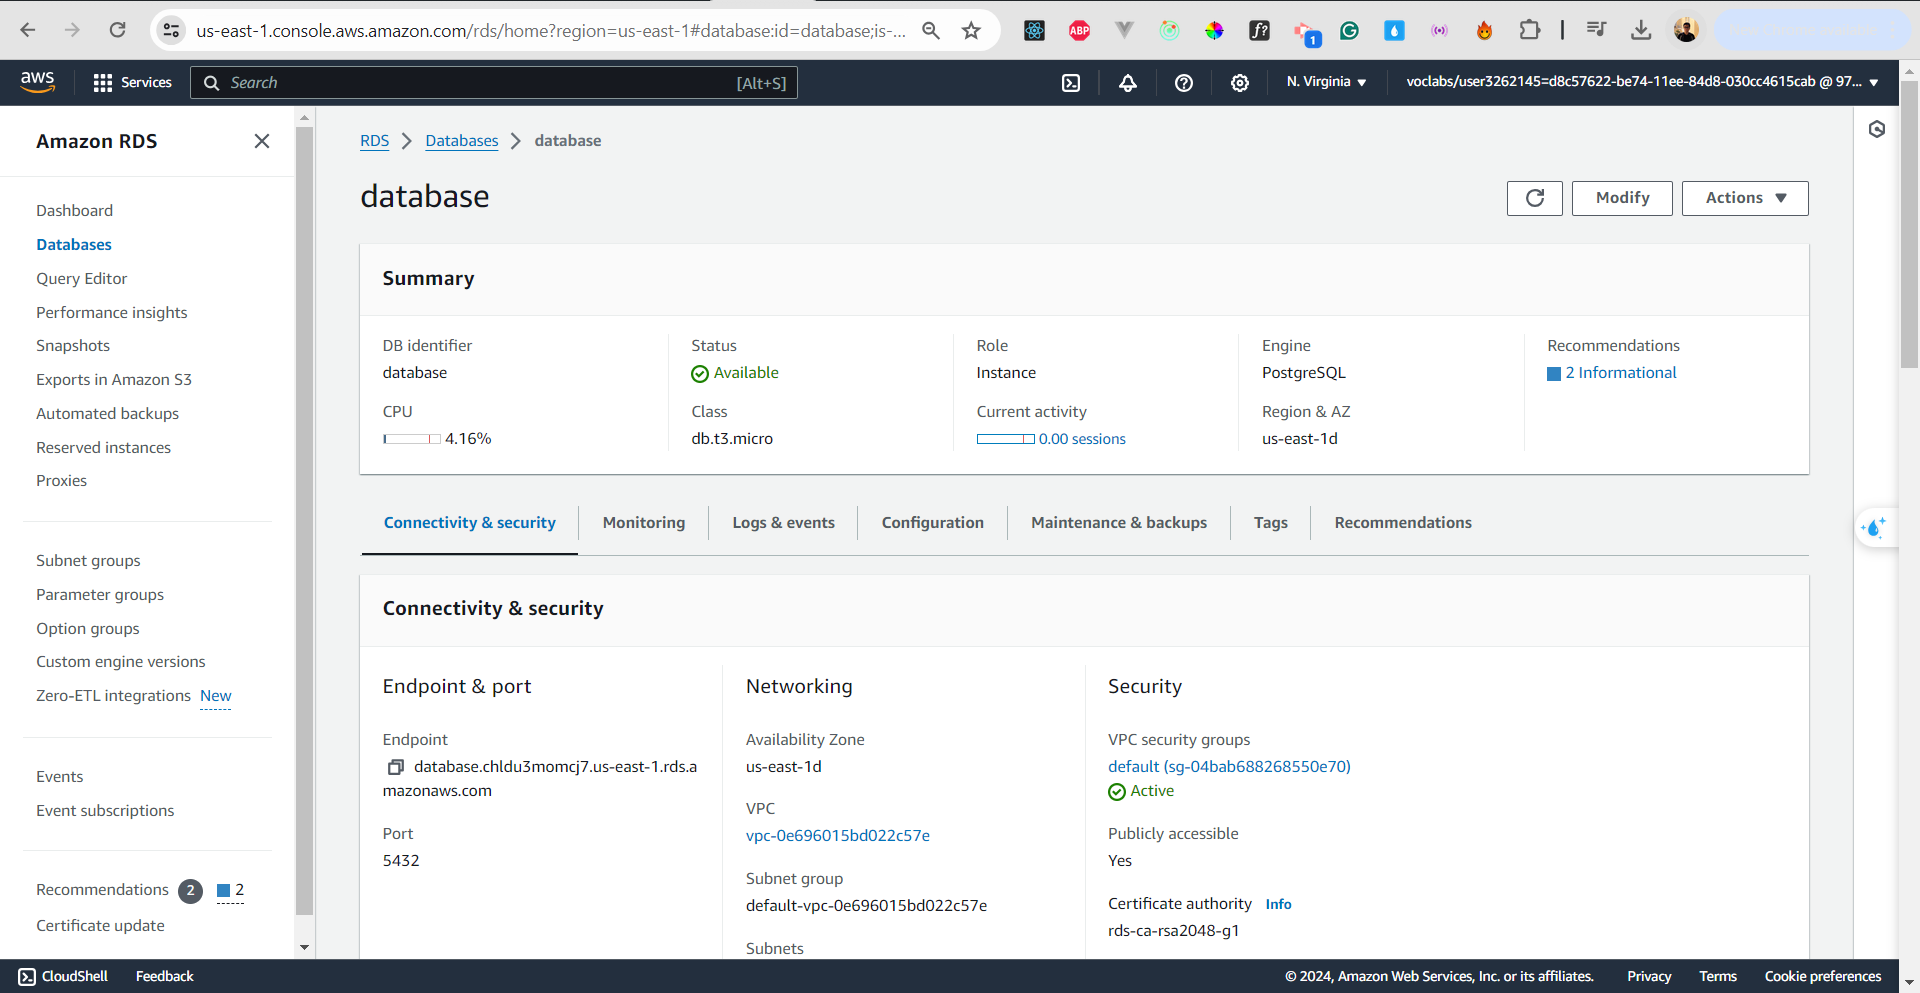 us-east-1.console.aws.amazon.com/rds/home?region=us-east-1#database:id=database;is-...
ABP
f?
1
aws
Services
Search
[Alt+S]
N. Virginia
voclabs/user3262145=d8c57622-be74-11ee-84d8-030cc4615cab @ 97...
Amazon RDS
Dashboard
Databases
Query Editor
Performance insights
Snapshots
Exports in Amazon S3
Automated backups
Reserved instances
Proxies
Subnet groups
Parameter groups
Option groups
Custom engine versions
Zero-ETL integrations New
Events
Event subscriptions
Recommendations 2 2
Certificate update
RDS > Databases > database
database
Modify
Actions
Summary
DB identifier
database
CPU
4.16%
Status
Available
Class
db.t3.micro
Role
Instance
Current activity
0.00 sessions
Engine
PostgreSQL
Region & AZ
us-east-1d
Recommendations
2 Informational
Connectivity & security
Monitoring
Logs & events
Configuration
Maintenance & backups
Tags
Recommendations
Connectivity & security
Endpoint & port
Endpoint
database.chldu3momcj7.us-east-1.rds.a
mazonaws.com
Port
5432
Networking
Availability Zone
us-east-1d
VPC
vpc-0e696015bd022c57e
Subnet group
default-vpc-0e696015bd022c57e
Subnets
Security
VPC security groups
default (sg-04bab688268550e70)
Active
Publicly accessible
Yes
Certificate authority Info
rds-ca-rsa2048-g1
CloudShell
Feedback
© 2024, Amazon Web Services, Inc. or its affiliates.
Privacy
Terms
Cookie preferences